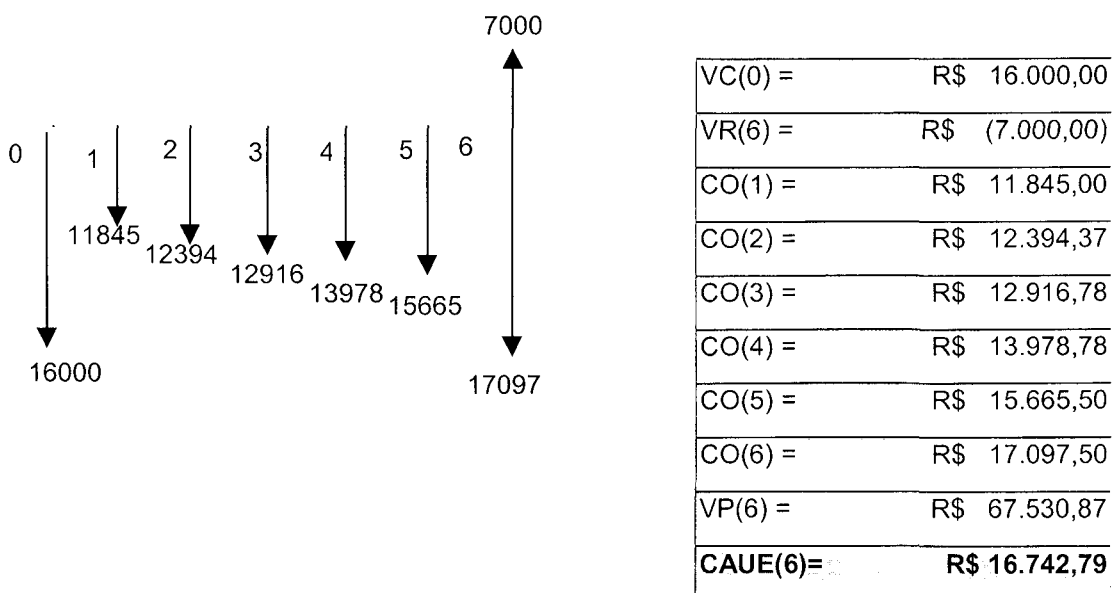 7000
0 1 2 3 4 5 6
11845
12394
12916
13978
15665
16000
17097
VC(0) = R$ 16.000,00
VR(6) = R$ (7.000,00)
CO(1) = R$ 11.845,00
CO(2) = R$ 12.394,37
CO(3) = R$ 12.916,78
CO(4) = R$ 13.978,78
CO(5) = R$ 15.665,50
CO(6) = R$ 17.097,50
VP(6) = R$ 67.530,87
CAUE(6)= R$ 16.742,79